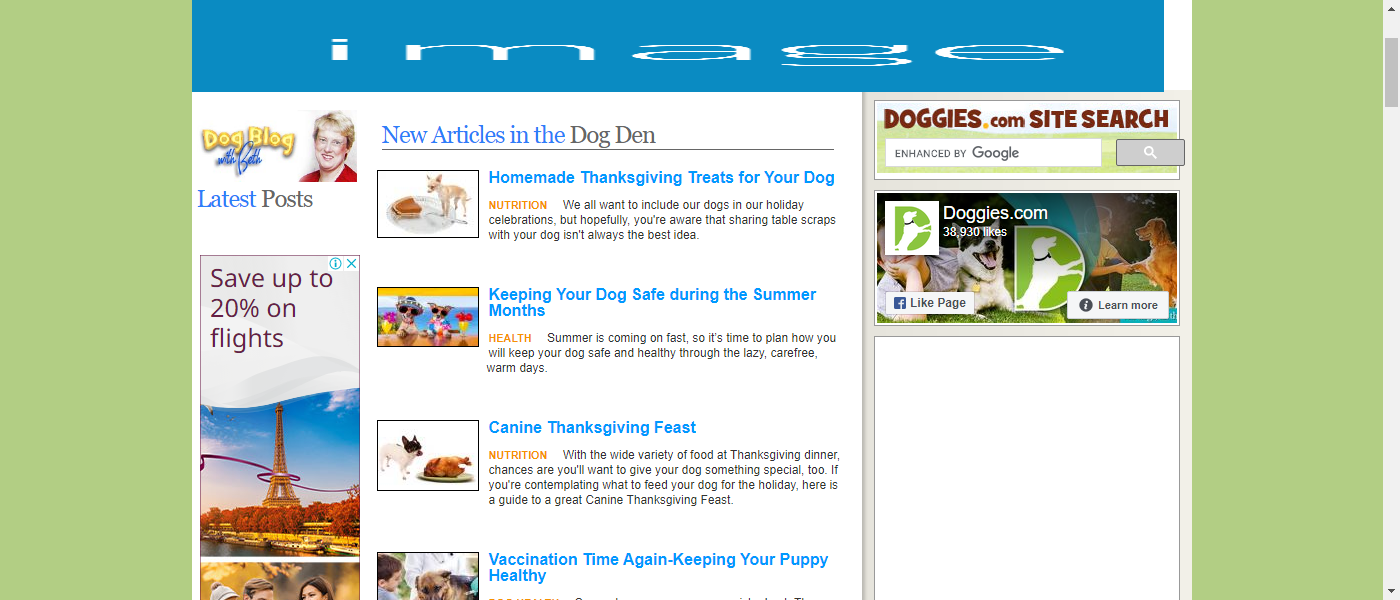 image
Dog Blog
with Beth
Latest Posts
Save up to
20% on
flights
New Articles in the Dog Den
Homemade Thanksgiving Treats for Your Dog
NUTRITION We all want to include our dogs in our holiday
celebrations, but hopefully, you're aware that sharing table scraps
with your dog isn't always the best idea.
Keeping Your Dog Safe during the Summer
Months
HEALTH Summer is coming on fast, so it's time to plan how you
will keep your dog safe and healthy through the lazy, carefree,
warm days.
Canine Thanksgiving Feast
NUTRITION With the wide variety of food at Thanksgiving dinner,
chances are you'll want to give your dog something special, too. If
you're contemplating what to feed your dog for the holiday, here is
a guide to a great Canine Thanksgiving Feast.
Vaccination Time Again-Keeping Your Puppy
Healthy
DOGGIES.com SITE SEARCH
ENHANCED BY Google
Doggies.com
38,930 likes
Like Page
Learn more